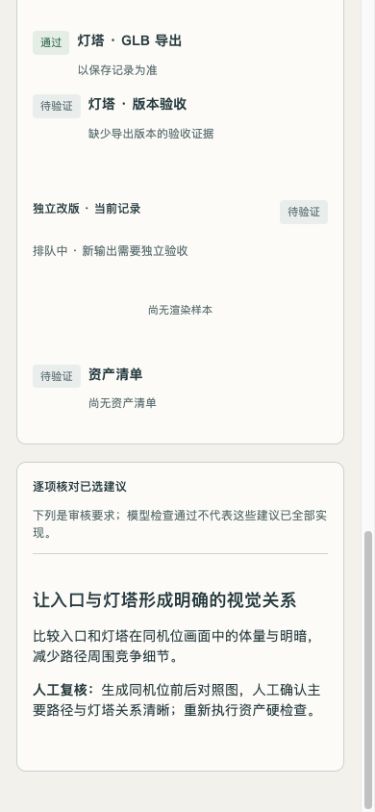 通过 灯塔 · GLB 导出
以保存记录为准
待验证 灯塔 · 版本验收
缺少导出版本的验收证据
独立改版 · 当前记录 待验证
排队中 · 新输出需要独立验收
尚无渲染样本
待验证 资产清单
尚无资产清单
逐项核对已选建议
下列是审核要求；模型检查通过不代表这些建议已全部实
现。
让入口与灯塔形成明确的视觉关系
比较入口和灯塔在同机位画面中的体量与明暗，
减少路径周围竞争细节。
人工复核：生成同机位前后对照图，人工确认主
要路径与灯塔关系清晰；重新执行资产硬检查。